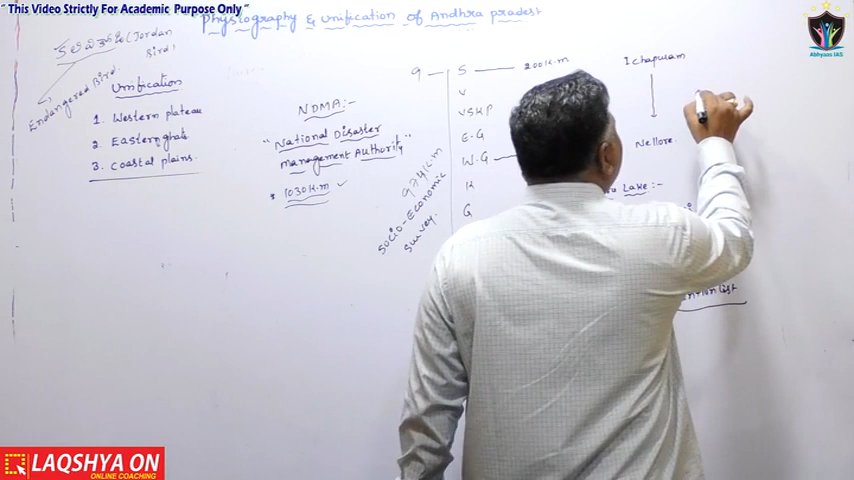 " This Video Strictly For Academic Purpose Only "
Physiography & unification of Andhra pradesh
(Jordan
Bird)
Endangered Bird.
Unification
1. Western plateau
2. Eastern ghats
3. Coastal plains.
NDMA:-
"National Disaster
management Authority"
* 1030 K.m ✓
974 K.m
Socio-Economic
Survey.
9 — S — 200 K.m
V
VSKP
E-G
W-G —
K
G
Ichapuram
Nellore.
Lake:-
Abhyaas IAS
LAQSHYA ON
ONLINE COACHING